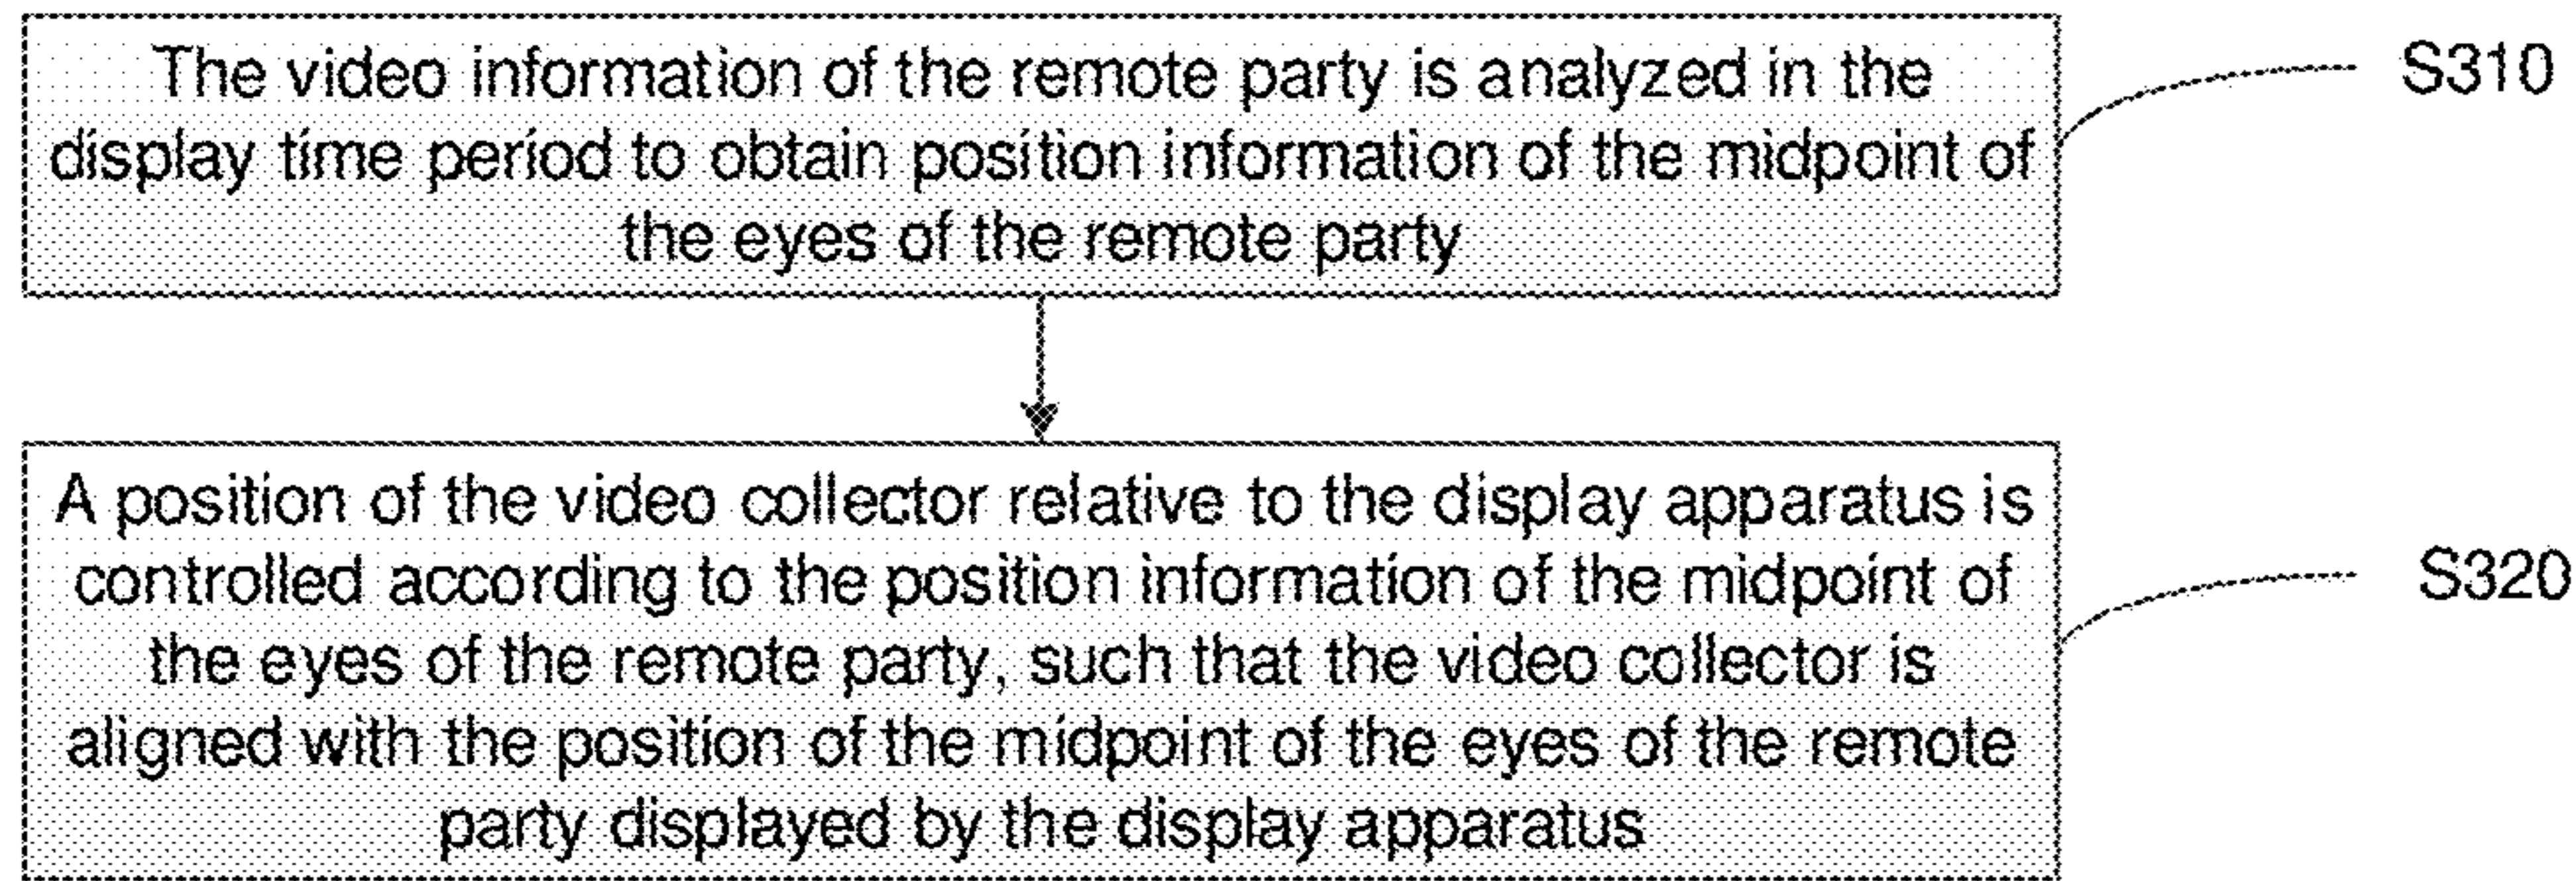 The video information of the remote party is analyzed in the
display time period to obtain position information of the midpoint of
the eyes of the remote party
S310
A position of the video collector relative to the display apparatus is
controlled according to the position information of the midpoint of
the eyes of the remote party, such that the video collector is
aligned with the position of the midpoint of the eyes of the remote
party displayed by the display apparatus
S320